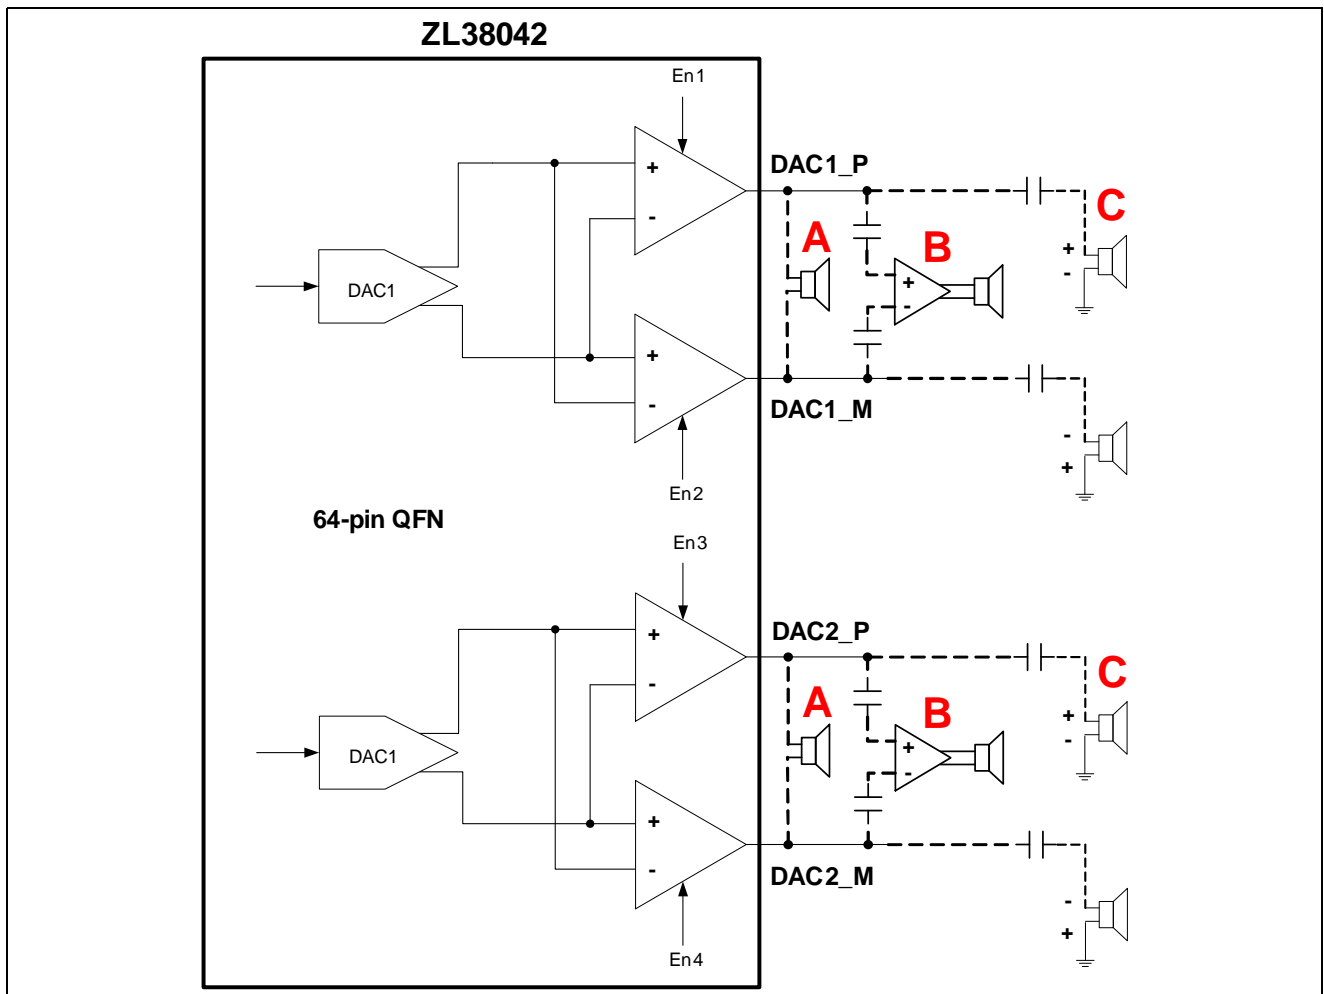 ZL38042
En1
DAC1_P
+
-
A
C
B
+
-
+
-
DAC1
+
-
DAC1_M
-
+
En2
64-pin QFN
En3
DAC2_P
+
-
A
C
B
+
-
+
-
DAC1
+
-
DAC2_M
-
+
En4